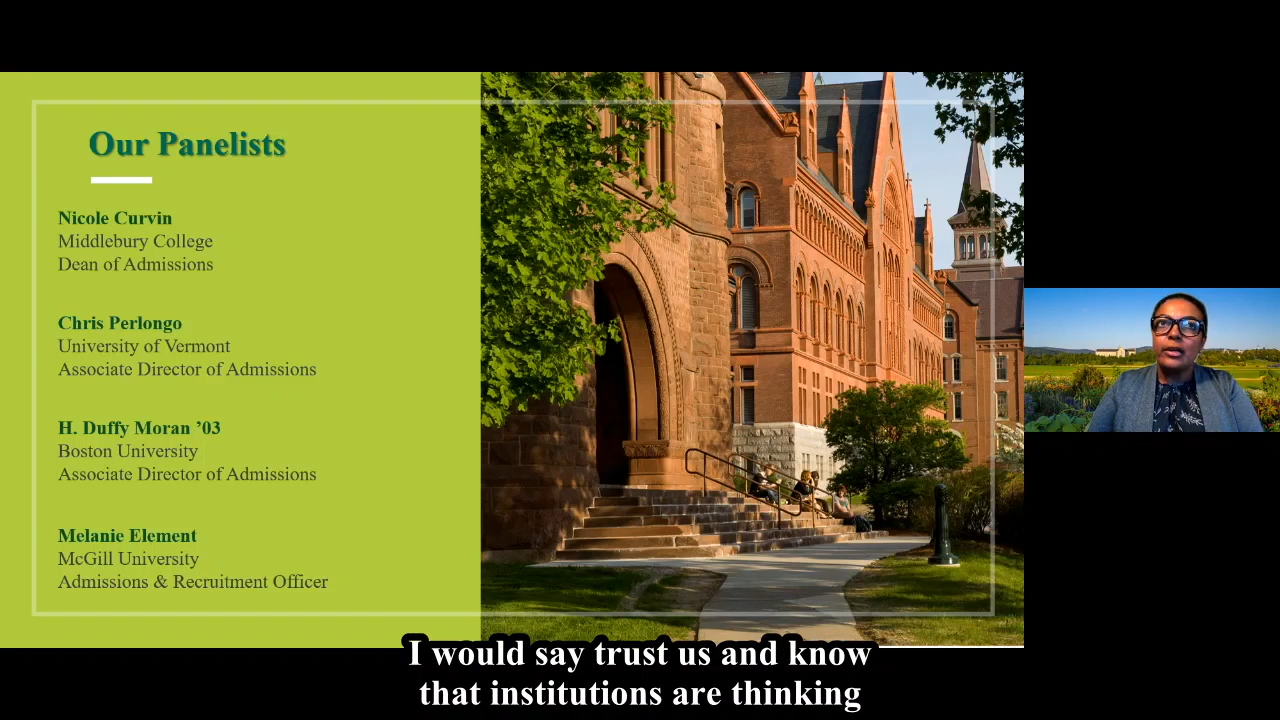 Our Panelists
Nicole Curvin
Middlebury College
Dean of Admissions
Chris Perlongo
University of Vermont
Associate Director of Admissions
H. Duffy Moran ’03
Boston University
Associate Director of Admissions
Melanie Element
McGill University
Admissions & Recruitment Officer
I would say trust us and know
that institutions are thinking